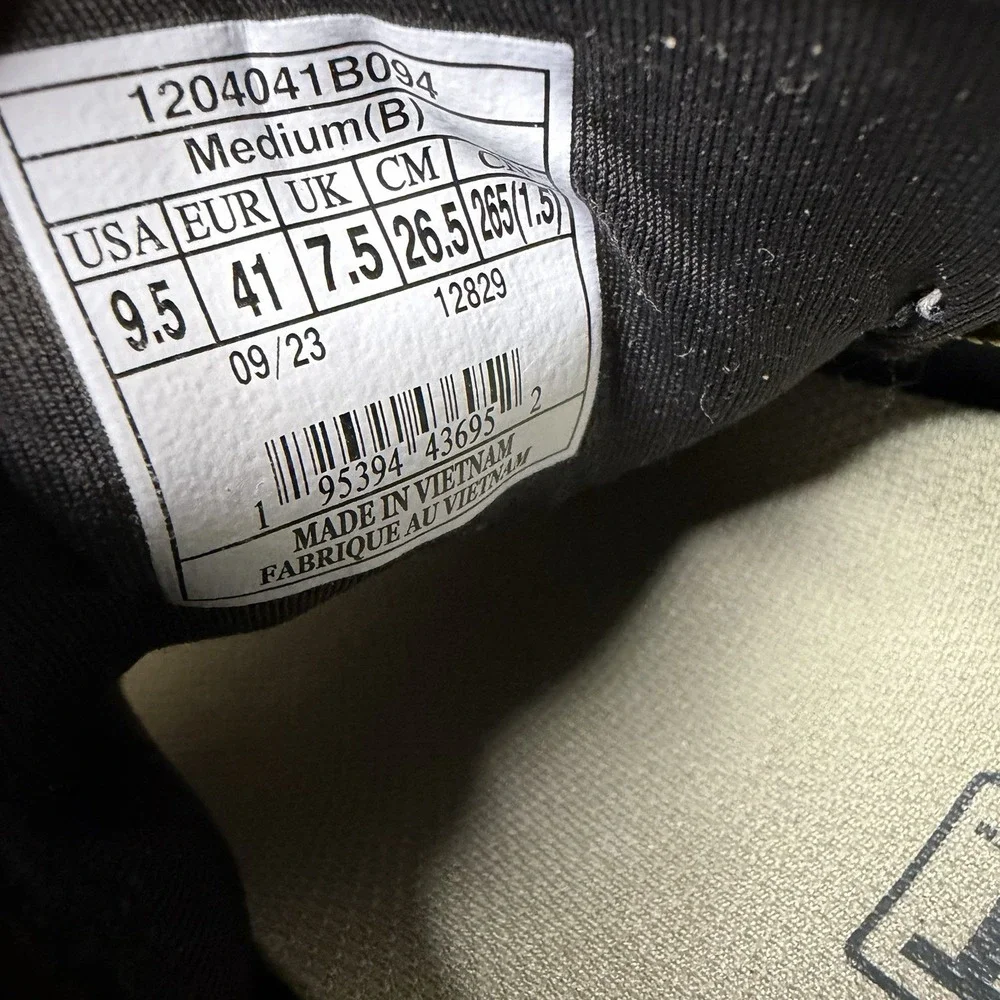 1204041B094
Medium(B)
USA EUR UK CM
9.5 41 7.5 26.5 265(1.5)
09/23 12829
1 95394 43695 2
MADE IN VIETNAM
FABRIQUE AU VIETNAM